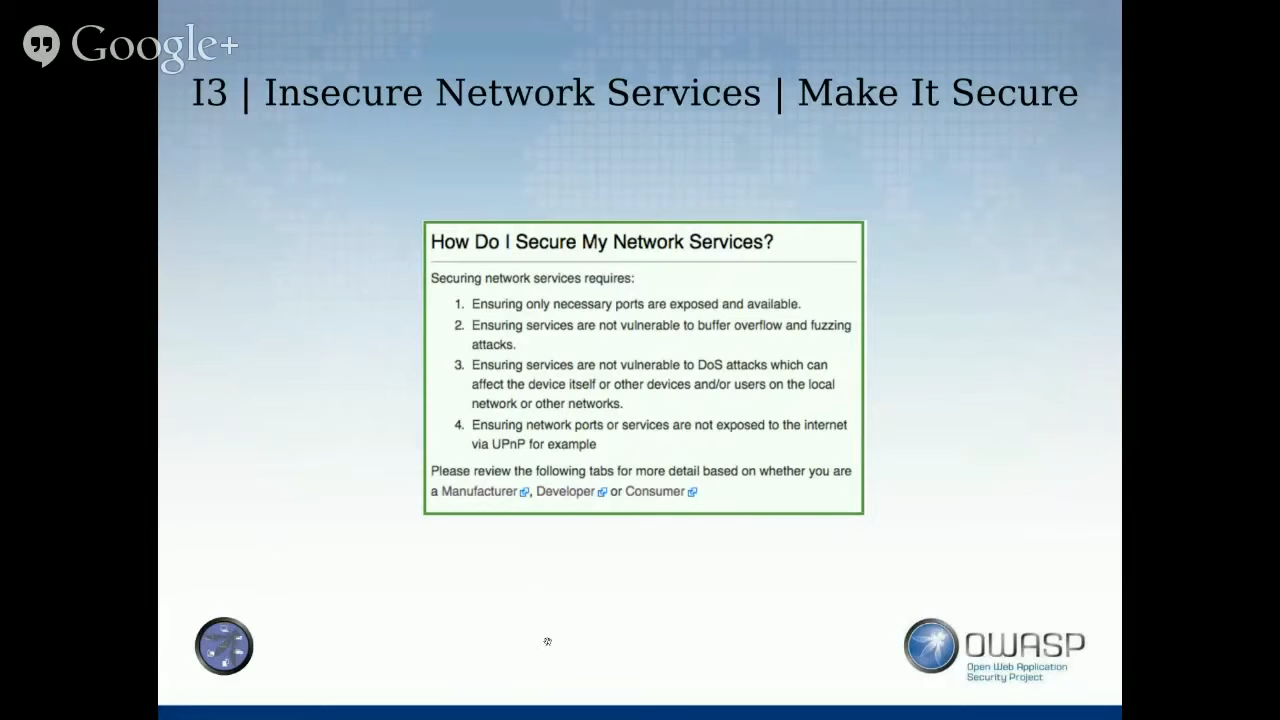 Google+
I3 | Insecure Network Services | Make It Secure
How Do I Secure My Network Services?
Securing network services requires:
1. Ensuring only necessary ports are exposed and available.
2. Ensuring services are not vulnerable to buffer overflow and fuzzing
attacks.
3. Ensuring services are not vulnerable to DoS attacks which can
affect the device itself or other devices and/or users on the local
network or other networks.
4. Ensuring network ports or services are not exposed to the internet
via UPnP for example
Please review the following tabs for more detail based on whether you are
a Manufacturer, Developer or Consumer
OWASP
Open Web Application
Security Project